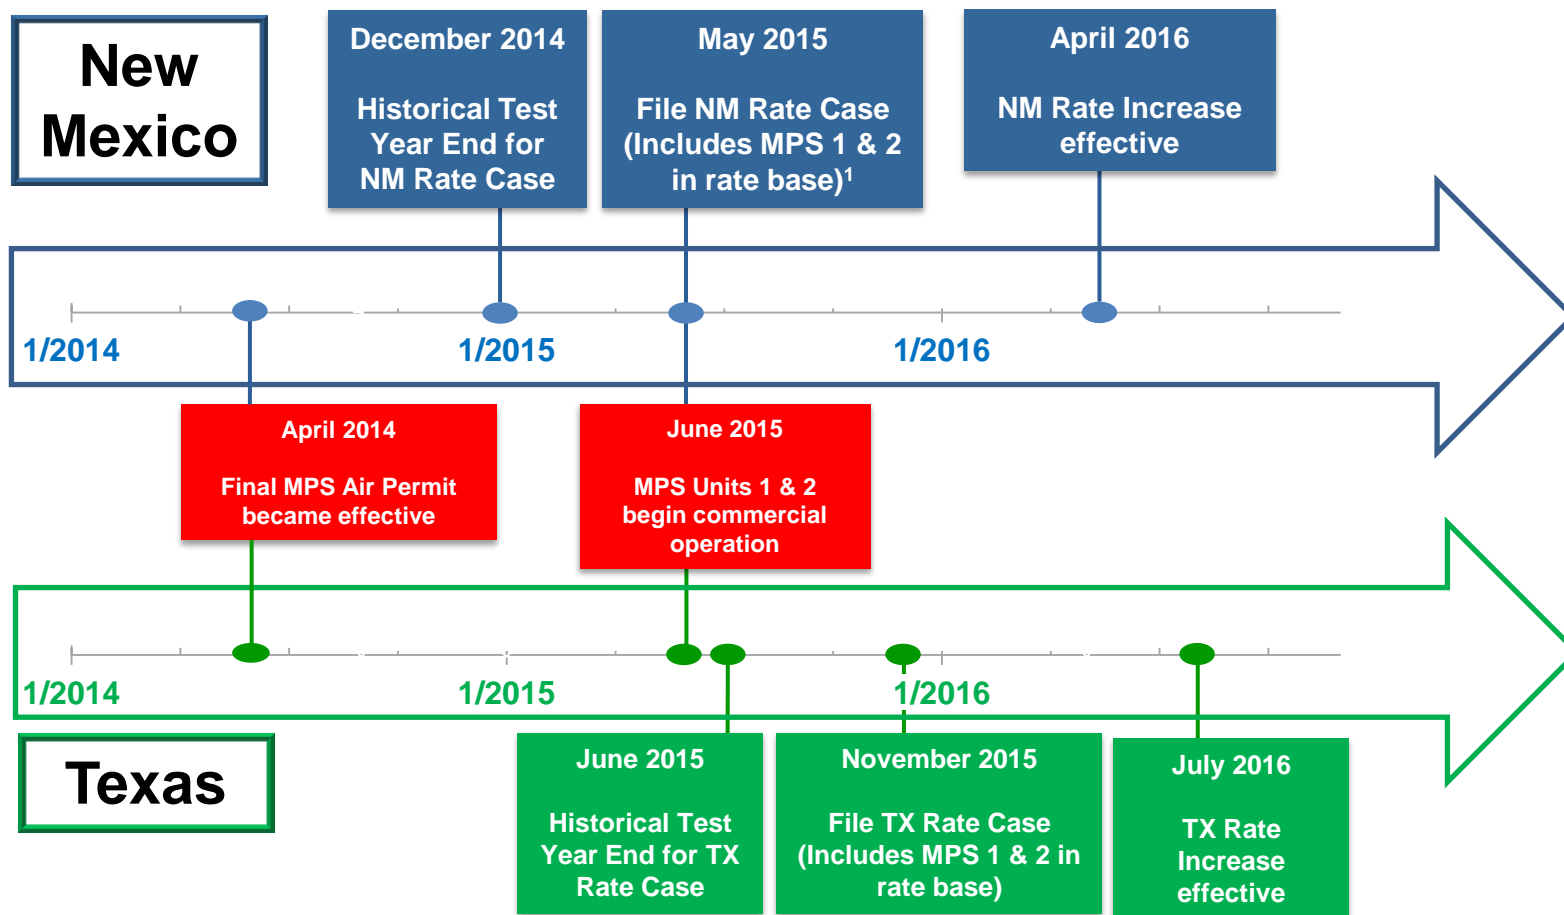 New
Mexico
December 2014
Historical Test
Year End for
NM Rate Case
May 2015
File NM Rate Case
(Includes MPS 1 & 2
in rate base)¹
April 2016
NM Rate Increase
effective
1/2014
1/2015
1/2016
April 2014
Final MPS Air Permit
became effective
June 2015
MPS Units 1 & 2
begin commercial
operation
1/2014
1/2015
1/2016
Texas
June 2015
Historical Test
Year End for TX
Rate Case
November 2015
File TX Rate Case
(Includes MPS 1 & 2 in
rate base)
July 2016
TX Rate
Increase
effective